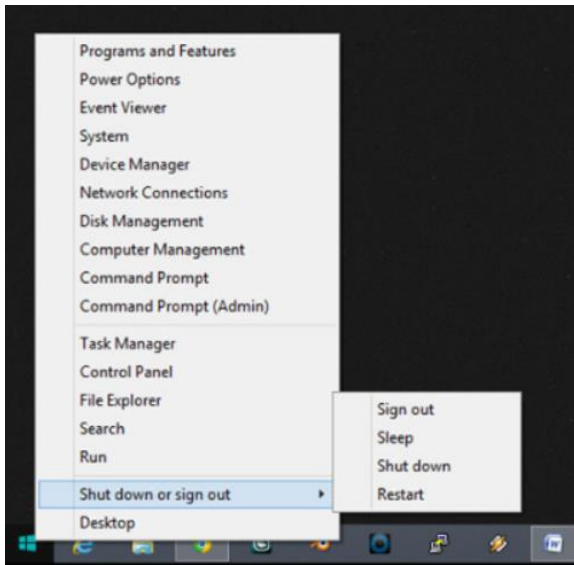 Programs and Features
Power Options
Event Viewer
System
Device Manager
Network Connections
Disk Management
Computer Management
Command Prompt
Command Prompt (Admin)
Task Manager
Control Panel
File Explorer
Search
Run
Shut down or sign out
Desktop
Sign out
Sleep
Shut down
Restart